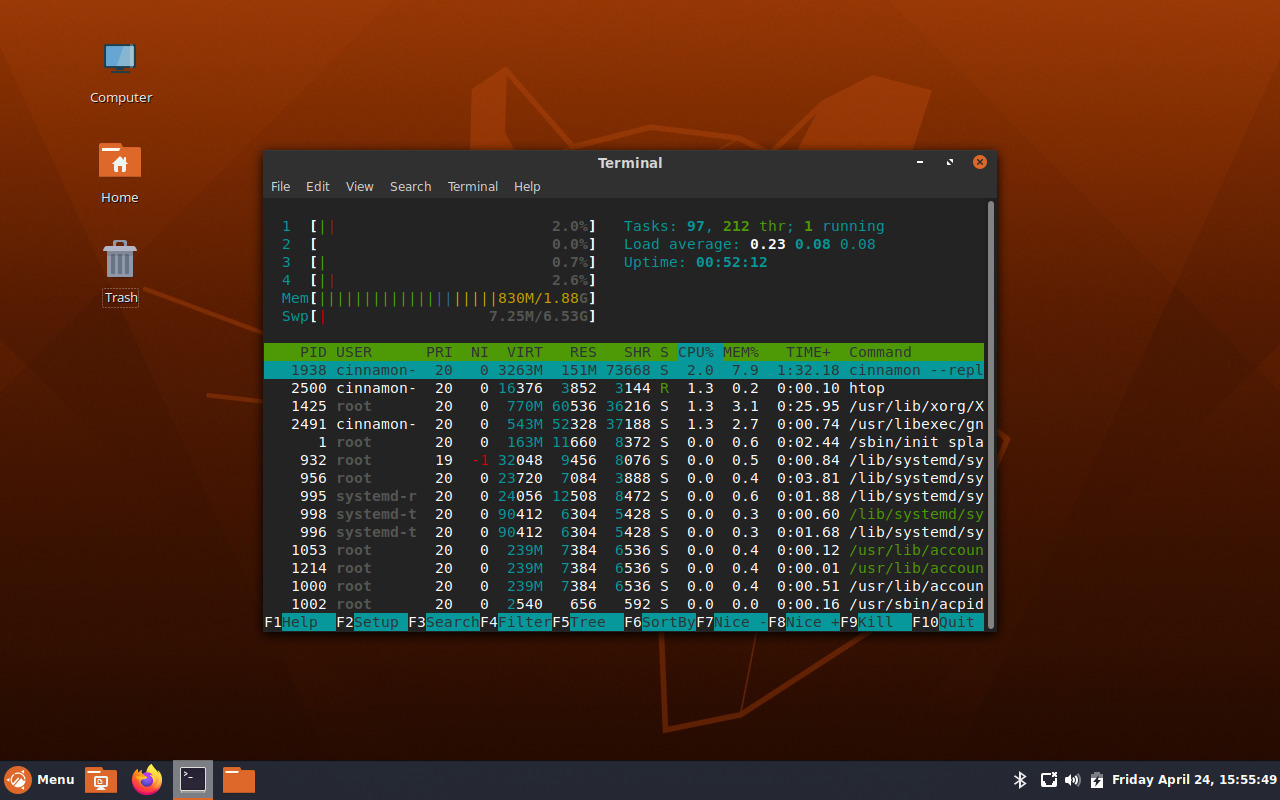 Computer
Home
Trash
Terminal
File Edit View Search Terminal Help
1 [|| 2.0%] Tasks: 97, 212 thr; 1 running
2 [ 0.0%] Load average: 0.23 0.08 0.08
3 [| 0.7%] Uptime: 00:52:12
4 [|| 2.6%]
Mem[||||||||||||||||||||830M/1.88G]
Swp[| 7.25M/6.53G]
PID USER PRI NI VIRT RES SHR S CPU% MEM% TIME+ Command
1938 cinnamon- 20 0 3263M 151M 73668 S 2.0 7.9 1:32.18 cinnamon --repl
2500 cinnamon- 20 0 16376 3852 3144 R 1.3 0.2 0:00.10 htop
1425 root 20 0 770M 60536 36216 S 1.3 3.1 0:25.95 /usr/lib/xorg/X
2491 cinnamon- 20 0 543M 52328 37188 S 1.3 2.7 0:00.74 /usr/libexec/gn
1 root 20 0 163M 11660 8372 S 0.0 0.6 0:02.44 /sbin/init spla
932 root 19 -1 32048 9456 8076 S 0.0 0.5 0:00.84 /lib/systemd/sy
956 root 20 0 23720 7084 3888 S 0.0 0.4 0:03.81 /lib/systemd/sy
995 systemd-r 20 0 24056 12508 8472 S 0.0 0.6 0:01.88 /lib/systemd/sy
998 systemd-t 20 0 90412 6304 5428 S 0.0 0.3 0:00.60 /lib/systemd/sy
996 systemd-t 20 0 90412 6304 5428 S 0.0 0.3 0:01.68 /lib/systemd/sy
1053 root 20 0 239M 7384 6536 S 0.0 0.4 0:00.12 /usr/lib/accoun
1214 root 20 0 239M 7384 6536 S 0.0 0.4 0:00.01 /usr/lib/accoun
1000 root 20 0 239M 7384 6536 S 0.0 0.4 0:00.51 /usr/lib/accoun
1002 root 20 0 2540 656 592 S 0.0 0.0 0:00.16 /usr/sbin/acpid
F1Help F2Setup F3SearchF4FilterF5Tree F6SortByF7Nice -F8Nice +F9Kill F10Quit
Menu
Friday April 24, 15:55:49